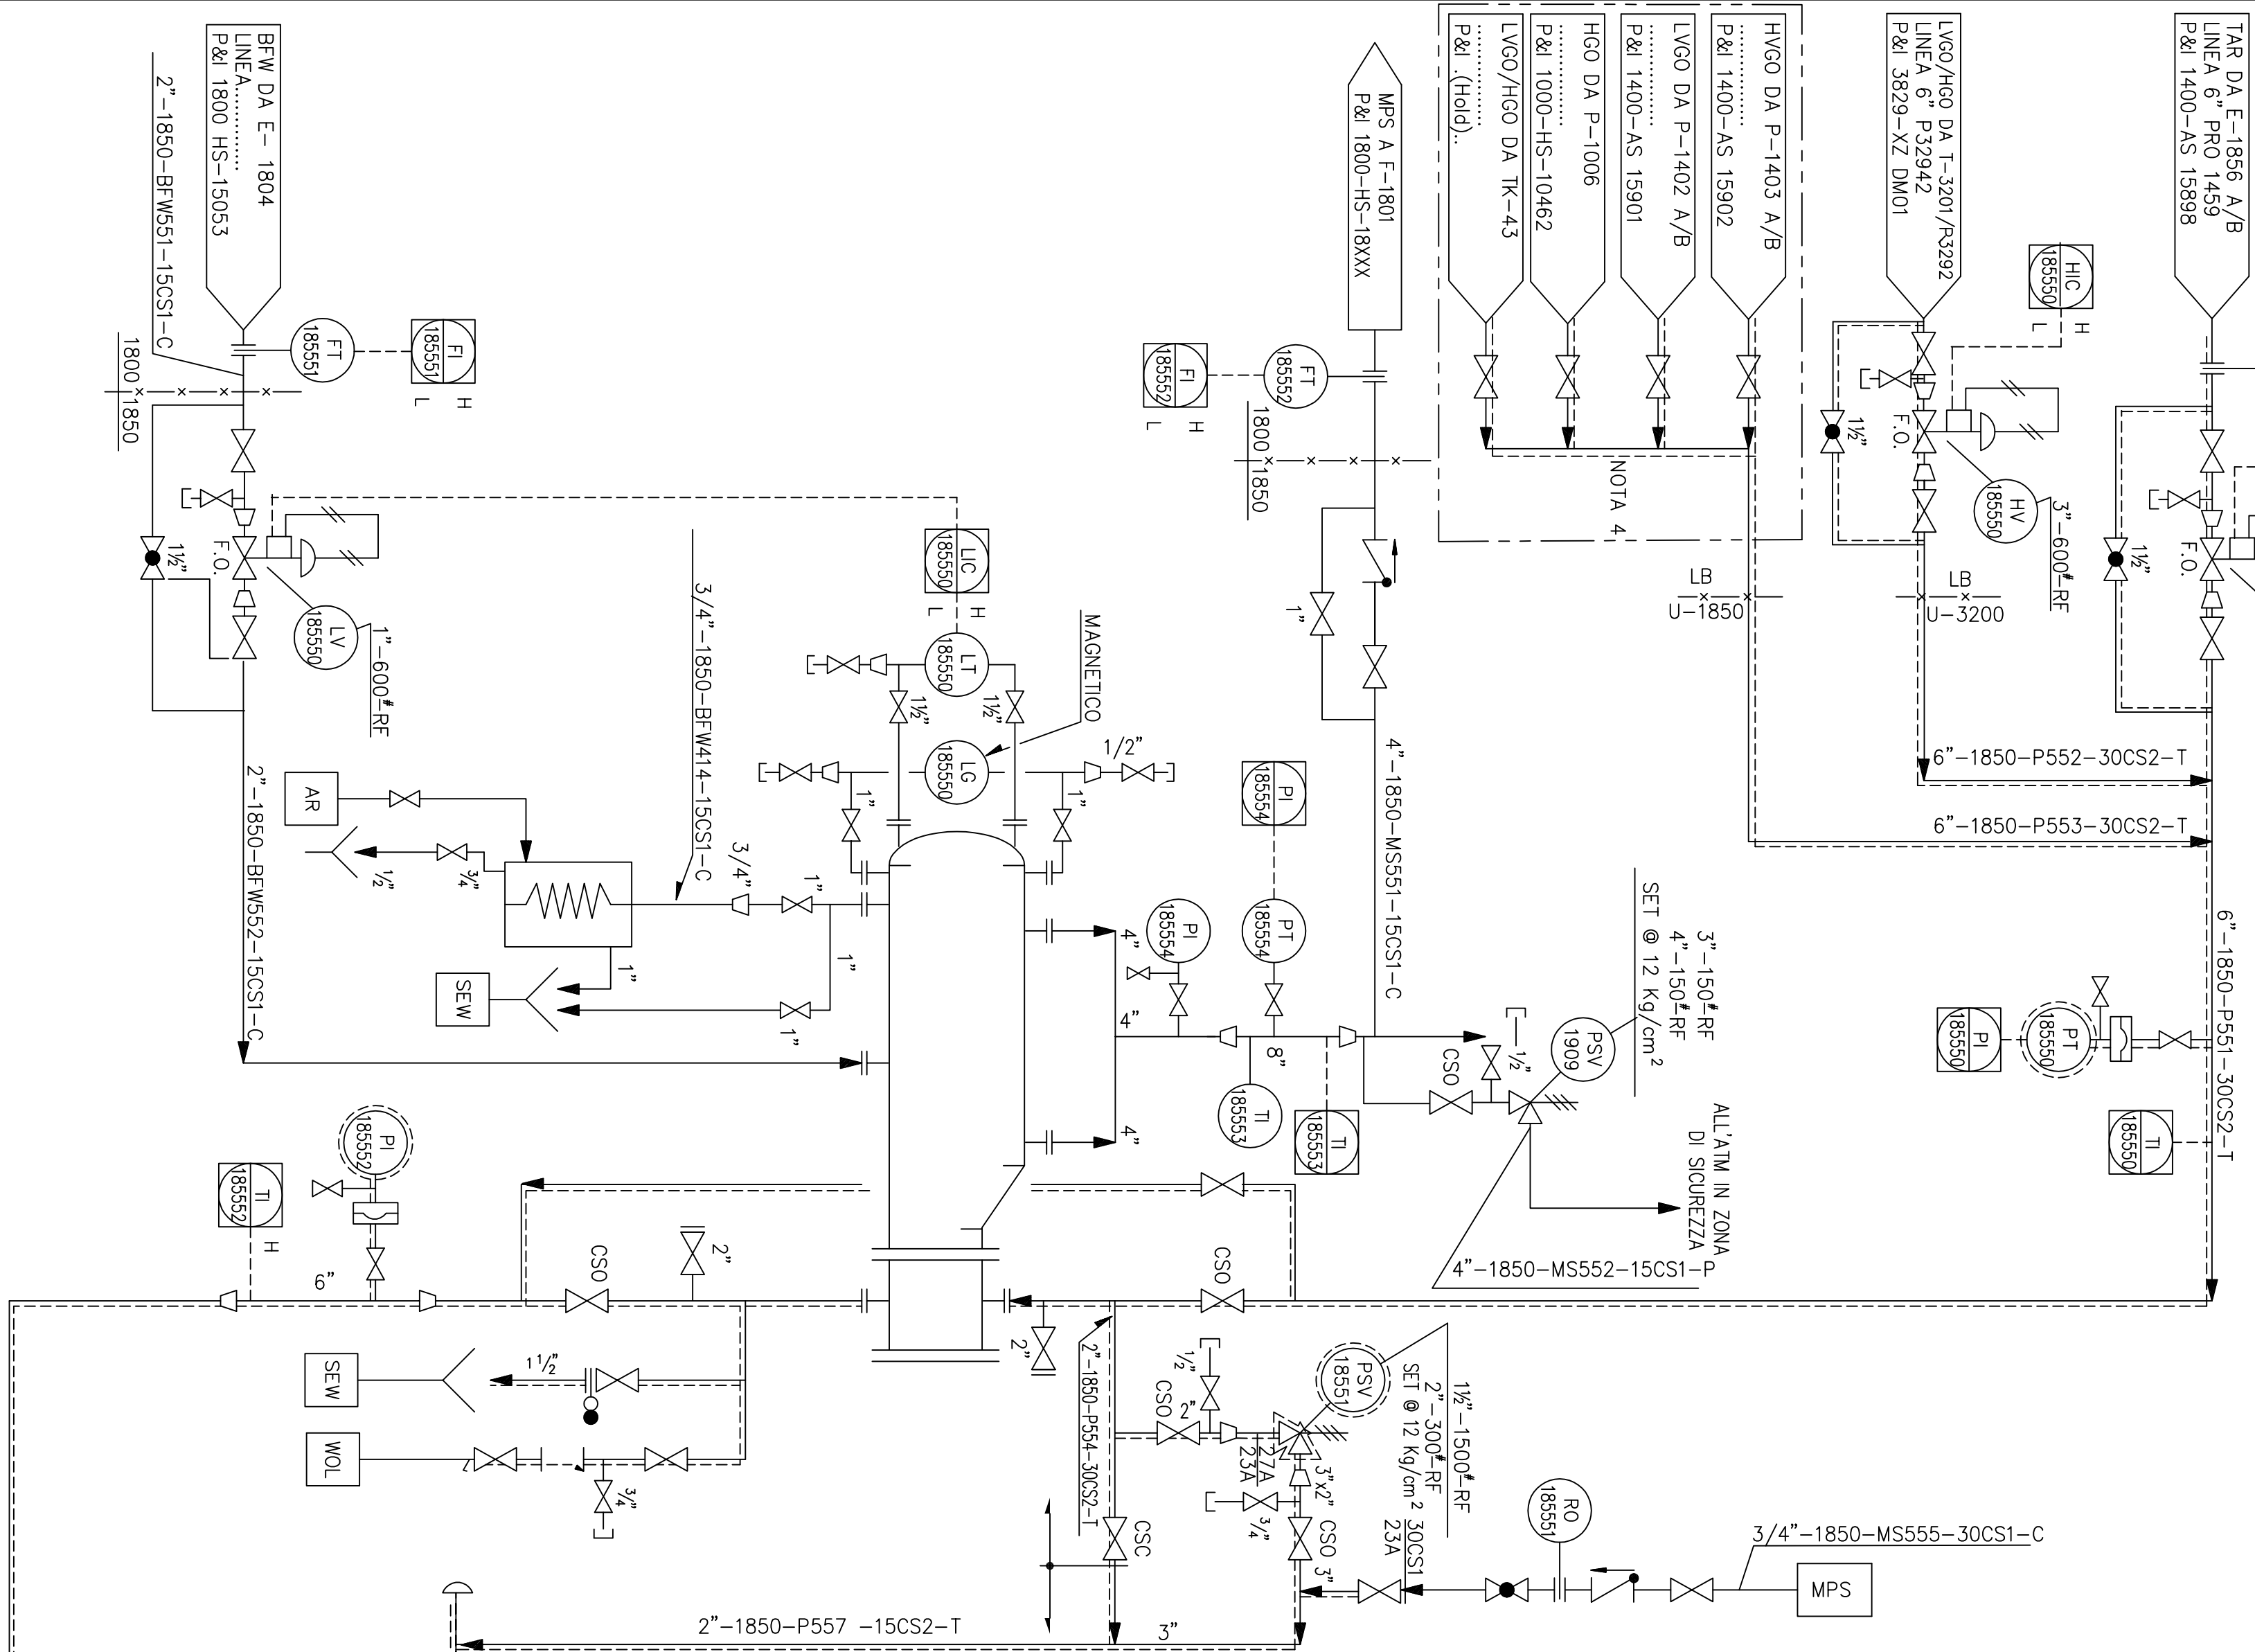 BFW DA E- 1804
LINEA............
P&I 1800 HS-15053
2"-1850-BFW551-15CS1-C
1800
1850
FT
185551
FI
185551
H
L
1½"
F.O.
LV
185550
1"-600#-RF
2"-1850-BFW552-15CS1-C
LIC
185550
H
L
LT
185550
1½"
1½"
LG
185550
MAGNETICO
1/2"
1"
1"
3/4"-1850-BFW414-15CS1-C
3/4"
1"
1"
1"
1"
AR
½"
¾"
SEW
MPS A F-1801
P&I 1800-HS-18XXX
FT
185552
FI
185552
H
L
1800
1850
1"
4"-1850-MS551-15CS1-C
HVGO DA P-1403 A/B
............
P&I 1400-AS 15902
LVGO DA P-1402 A/B
............
P&I 1400-AS 15901
HGO DA P-1006
P&I 1000-HS-10462
LVGO/HGO DA TK-43
............
P&I .(Hold)..
NOTA 4
LB
U-1850
LVGO/HGO DA T-3201/R3292
LINEA 6" P32942
P&I 3829-XZ DM01
HIC
185550
H
L
1½"
F.O.
HV
185550
3"-600#-RF
LB
U-3200
TAR DA E-1856 A/B
LINEA 6" PRO 1459
P&I 1400-AS 15898
1½"
F.O.
6"-1850-P552-30CS2-T
6"-1850-P553-30CS2-T
6"-1850-P551-30CS2-T
PI
185550
PT
185550
TI
185550
PI
185554
PT
185554
PI
185554
4"
4"
4"
8"
TI
185553
TI
185553
3"-150#-RF
4"-150#-RF
SET @ 12 Kg/cm²
PSV
1909
½"
CSO
ALL'ATM IN ZONA
DI SICUREZZA
4"-1850-MS552-15CS1-P
PI
185552
TI
185552
H
6"
CSO
2"
CSO
2"
SEW
1½"
WOL
¾"
2"-1850-P554-30CS2-T
½"
CSO
2"
PSV
18551
1½"-1500#-RF
2"-300#-RF
SET @ 12 Kg/cm²
27A
23A
3"x2"
¾"
CSO
3"
CSC
30CS1
23A
RO
185551
3/4"-1850-MS555-30CS1-C
MPS
2"-1850-P557 -15CS2-T
3"